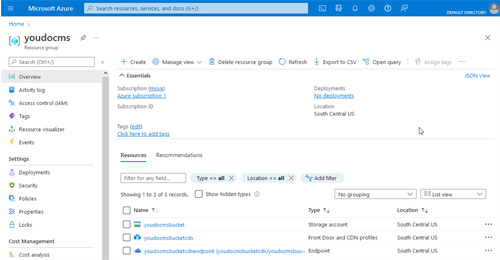 Microsoft Azure
Search resources, services, and docs (G+/)
DEFAULT DIRECTORY
Home
youdocms
Resource group
Search (Ctrl+/)
Create
Manage view
Delete resource group
Refresh
Export to CSV
Open query
Assign tags
Overview
Activity log
Access control (IAM)
Tags
Resource visualizer
Events
Settings
Deployments
Security
Policies
Properties
Locks
Cost Management
Essentials
JSON View
Subscription (move)
Azure subscription 1
Subscription ID
Deployments
No deployments
Location
South Central US
Tags (edit)
Click here to add tags
Resources
Recommendations
Filter for any field...
Type == all
Location == all
Add filter
Showing 1 to 3 of 3 records.
Show hidden types
No grouping
List view
Name
Type
Location
youdocmsbucket
Storage account
South Central US
youdocmsbucketcdn
Front Door and CDN profiles
South Central US
youdocmsbucketcdnendpoint (youdocmsbucketcdn/youdocmsbuc...
Endpoint
South Central US